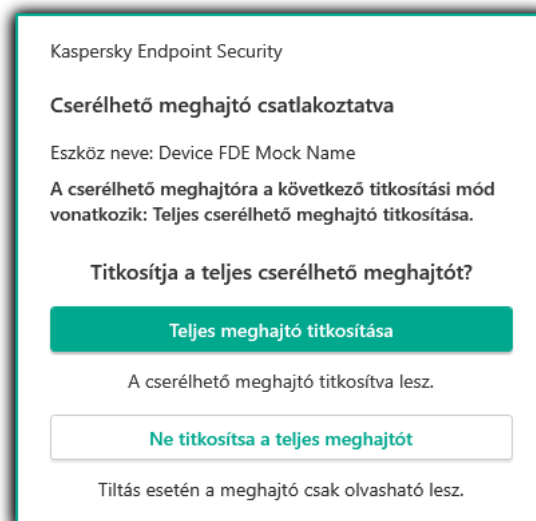 Kaspersky Endpoint Security
Cserélhető meghajtó csatlakoztatva
Eszköz neve: Device FDE Mock Name
A cserélhető meghajtóra a következő titkosítási mód
vonatkozik: Teljes cserélhető meghajtó titkosítása.
Titkosítja a teljes cserélhető meghajtót?
Teljes meghajtó titkosítása
A cserélhető meghajtó titkosítva lesz.
Ne titkosítsa a teljes meghajtót
Tiltás esetén a meghajtó csak olvasható lesz.